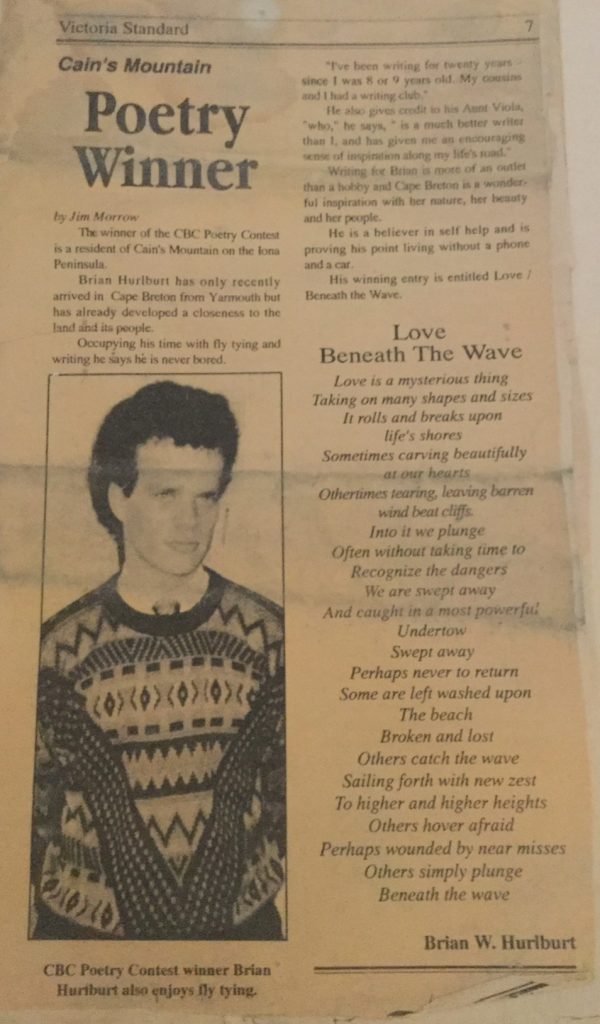 Victoria Standard 7
Cain's Mountain
Poetry
Winner
by Jim Morrow
The winner of the CBC Poetry Contest
is a resident of Cain's Mountain on the Iona
Peninsula.
Brian Hurlburt has only recently
arrived in Cape Breton from Yarmouth but
has already developed a closeness to the
land and its people.
Occupying his time with fly tying and
writing he says he is never bored.
CBC Poetry Contest winner Brian
Hurlburt also enjoys fly tying.
"I've been writing for twenty years -
since I was 8 or 9 years old. My cousins
and I had a writing club."
He also gives credit to his Aunt Viola,
"who," he says, " is a much better writer
than I, and has given me an encouraging
sense of inspiration along my life's road."
Writing for Brian is more of an outlet
than a hobby and Cape Breton is a wonder-
ful inspiration with her nature, her beauty
and her people.
He is a believer in self help and is
proving his point living without a phone
and a car.
His winning entry is entitled Love /
Beneath the Wave.
Love
Beneath The Wave
Love is a mysterious thing
Taking on many shapes and sizes
It rolls and breaks upon
life's shores
Sometimes carving beautifully
at our hearts
Othertimes tearing, leaving barren
wind beat cliffs.
Into it we plunge
Often without taking time to
Recognize the dangers
We are swept away
And caught in a most powerful
Undertow
Swept away
Perhaps never to return
Some are left washed upon
The beach
Broken and lost
Others catch the wave
Sailing forth with new zest
To higher and higher heights
Others hover afraid
Perhaps wounded by near misses
Others simply plunge
Beneath the wave
Brian W. Hurlburt